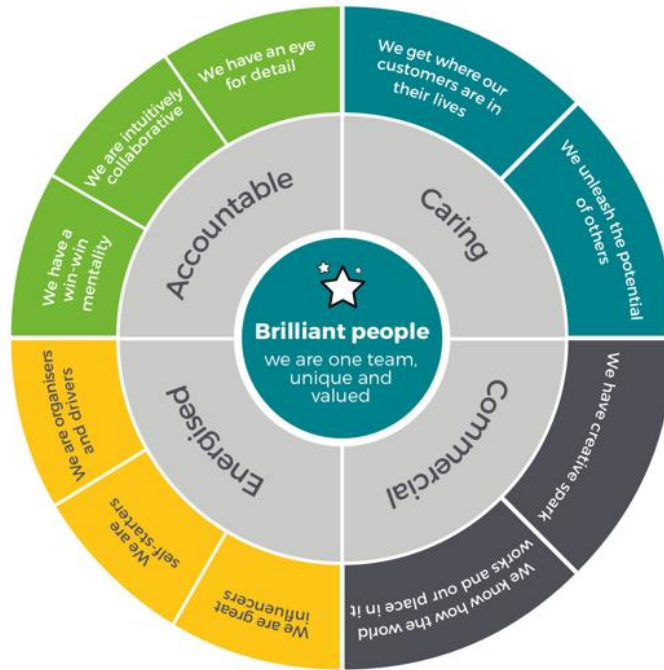 Brilliant people
we are one team,
unique and
valued
Accountable
We have a
win-win
mentality
We are intuitively
collaborative
We have an eye
for detail
Caring
We get where our
customers are in
their lives
We unleash the potential
of others
Commercial
We have creative spark
We know how the world
works and our place in it
Energised
We are great
influencers
We are
self-starters
We are organisers
and drivers